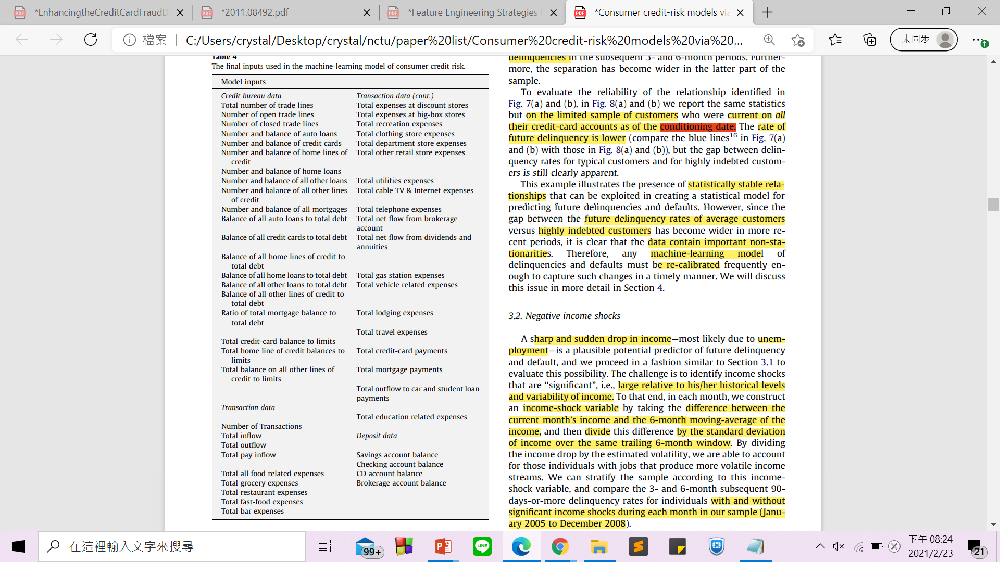 *EnhancingtheCreditCardFraudD
*2011.08492.pdf
*Feature Engineering Strategies f
*Consumer credit-risk models via
檔案
C:/Users/crystal/Desktop/crystal/nctu/paper%20list/Consumer%20credit-risk%20models%20via%20...
未同步
Table 4
The final inputs used in the machine-learning model of consumer credit risk.
Model inputs
Credit bureau data
Total number of trade lines
Number of open trade lines
Number of closed trade lines
Number and balance of auto loans
Number and balance of credit cards
Number and balance of home lines of
credit
Number and balance of home loans
Number and balance of all other loans
Number and balance of all other lines
of credit
Number and balance of all mortgages
Balance of all auto loans to total debt
Balance of all credit cards to total debt
Balance of all home lines of credit to
total debt
Balance of all home loans to total debt
Balance of all other loans to total debt
Balance of all other lines of credit to
total debt
Ratio of total mortgage balance to
total debt
Total credit-card balance to limits
Total home line of credit balances to
limits
Total balance on all other lines of
credit to limits
Transaction data
Number of Transactions
Total inflow
Total outflow
Total pay inflow
Total all food related expenses
Total grocery expenses
Total restaurant expenses
Total fast-food expenses
Total bar expenses
Transaction data (cont.)
Total expenses at discount stores
Total expenses at big-box stores
Total recreation expenses
Total clothing store expenses
Total department store expenses
Total other retail store expenses
Total utilities expenses
Total cable TV & Internet expenses
Total telephone expenses
Total net flow from brokerage
account
Total net flow from dividends and
annuities
Total gas station expenses
Total vehicle related expenses
Total lodging expenses
Total travel expenses
Total credit-card payments
Total mortgage payments
Total outflow to car and student loan
payments
Total education related expenses
Deposit data
Savings account balance
Checking account balance
CD account balance
Brokerage account balance
delinquencies in the subsequent 3- and 6-month periods. Further-
more, the separation has become wider in the latter part of the
sample.
To evaluate the reliability of the relationship identified in
Fig. 7(a) and (b), in Fig. 8(a) and (b) we report the same statistics
but on the limited sample of customers who were current on all
their credit-card accounts as of the conditioning date. The rate of
future delinquency is lower (compare the blue lines16 in Fig. 7(a)
and (b) with those in Fig. 8(a) and (b)), but the gap between delin-
quency rates for typical customers and for highly indebted custom-
ers is still clearly apparent.
This example illustrates the presence of statistically stable rela-
tionships that can be exploited in creating a statistical model for
predicting future delinquencies and defaults. However, since the
gap between the future delinquency rates of average customers
versus highly indebted customers has become wider in more re-
cent periods, it is clear that the data contain important non-sta-
tionarities. Therefore, any machine-learning model of
delinquencies and defaults must be re-calibrated frequently en-
ough to capture such changes in a timely manner. We will discuss
this issue in more detail in Section 4.
3.2. Negative income shocks
A sharp and sudden drop in income—most likely due to unem-
ployment—is a plausible potential predictor of future delinquency
and default, and we proceed in a fashion similar to Section 3.1 to
evaluate this possibility. The challenge is to identify income shocks
that are “significant”, i.e., large relative to his/her historical levels
and variability of income. To that end, in each month, we construct
an income-shock variable by taking the difference between the
current month’s income and the 6-month moving-average of the
income, and then divide this difference by the standard deviation
of income over the same trailing 6-month window. By dividing
the income drop by the estimated volatility, we are able to account
for those individuals with jobs that produce more volatile income
streams. We can stratify the sample according to this income-
shock variable, and compare the 3- and 6-month subsequent 90-
days-or-more delinquency rates for individuals with and without
significant income shocks during each month in our sample (Janu-
ary 2005 to December 2008).
在這裡輸入文字來搜尋
99+
LINE
下午 08:24
2021/2/23
21